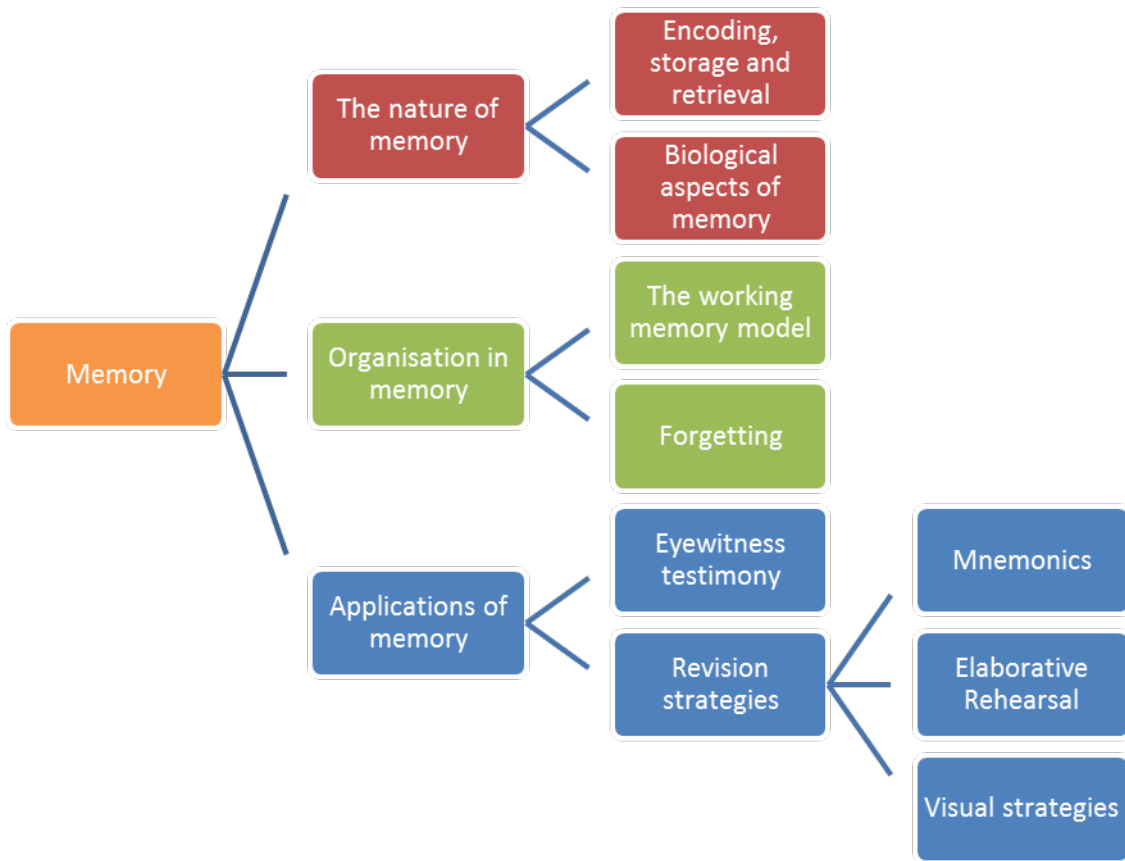 Memory
The nature of
memory
Encoding,
storage and
retrieval
Biological
aspects of
memory
Organisation in
memory
The working
memory model
Forgetting
Applications of
memory
Eyewitness
testimony
Revision
strategies
Mnemonics
Elaborative
Rehearsal
Visual strategies